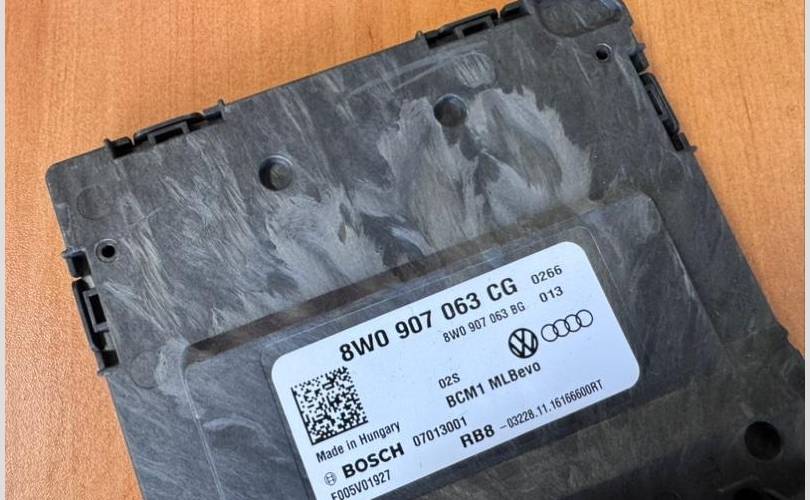 8W0 907 063 CG 0266
8W0 907 063 BG 013
02S
BCM1 MLBevo
Made in Hungary
BOSCH 07013001
RB8 -03228.11.16166600RT
F005V01927